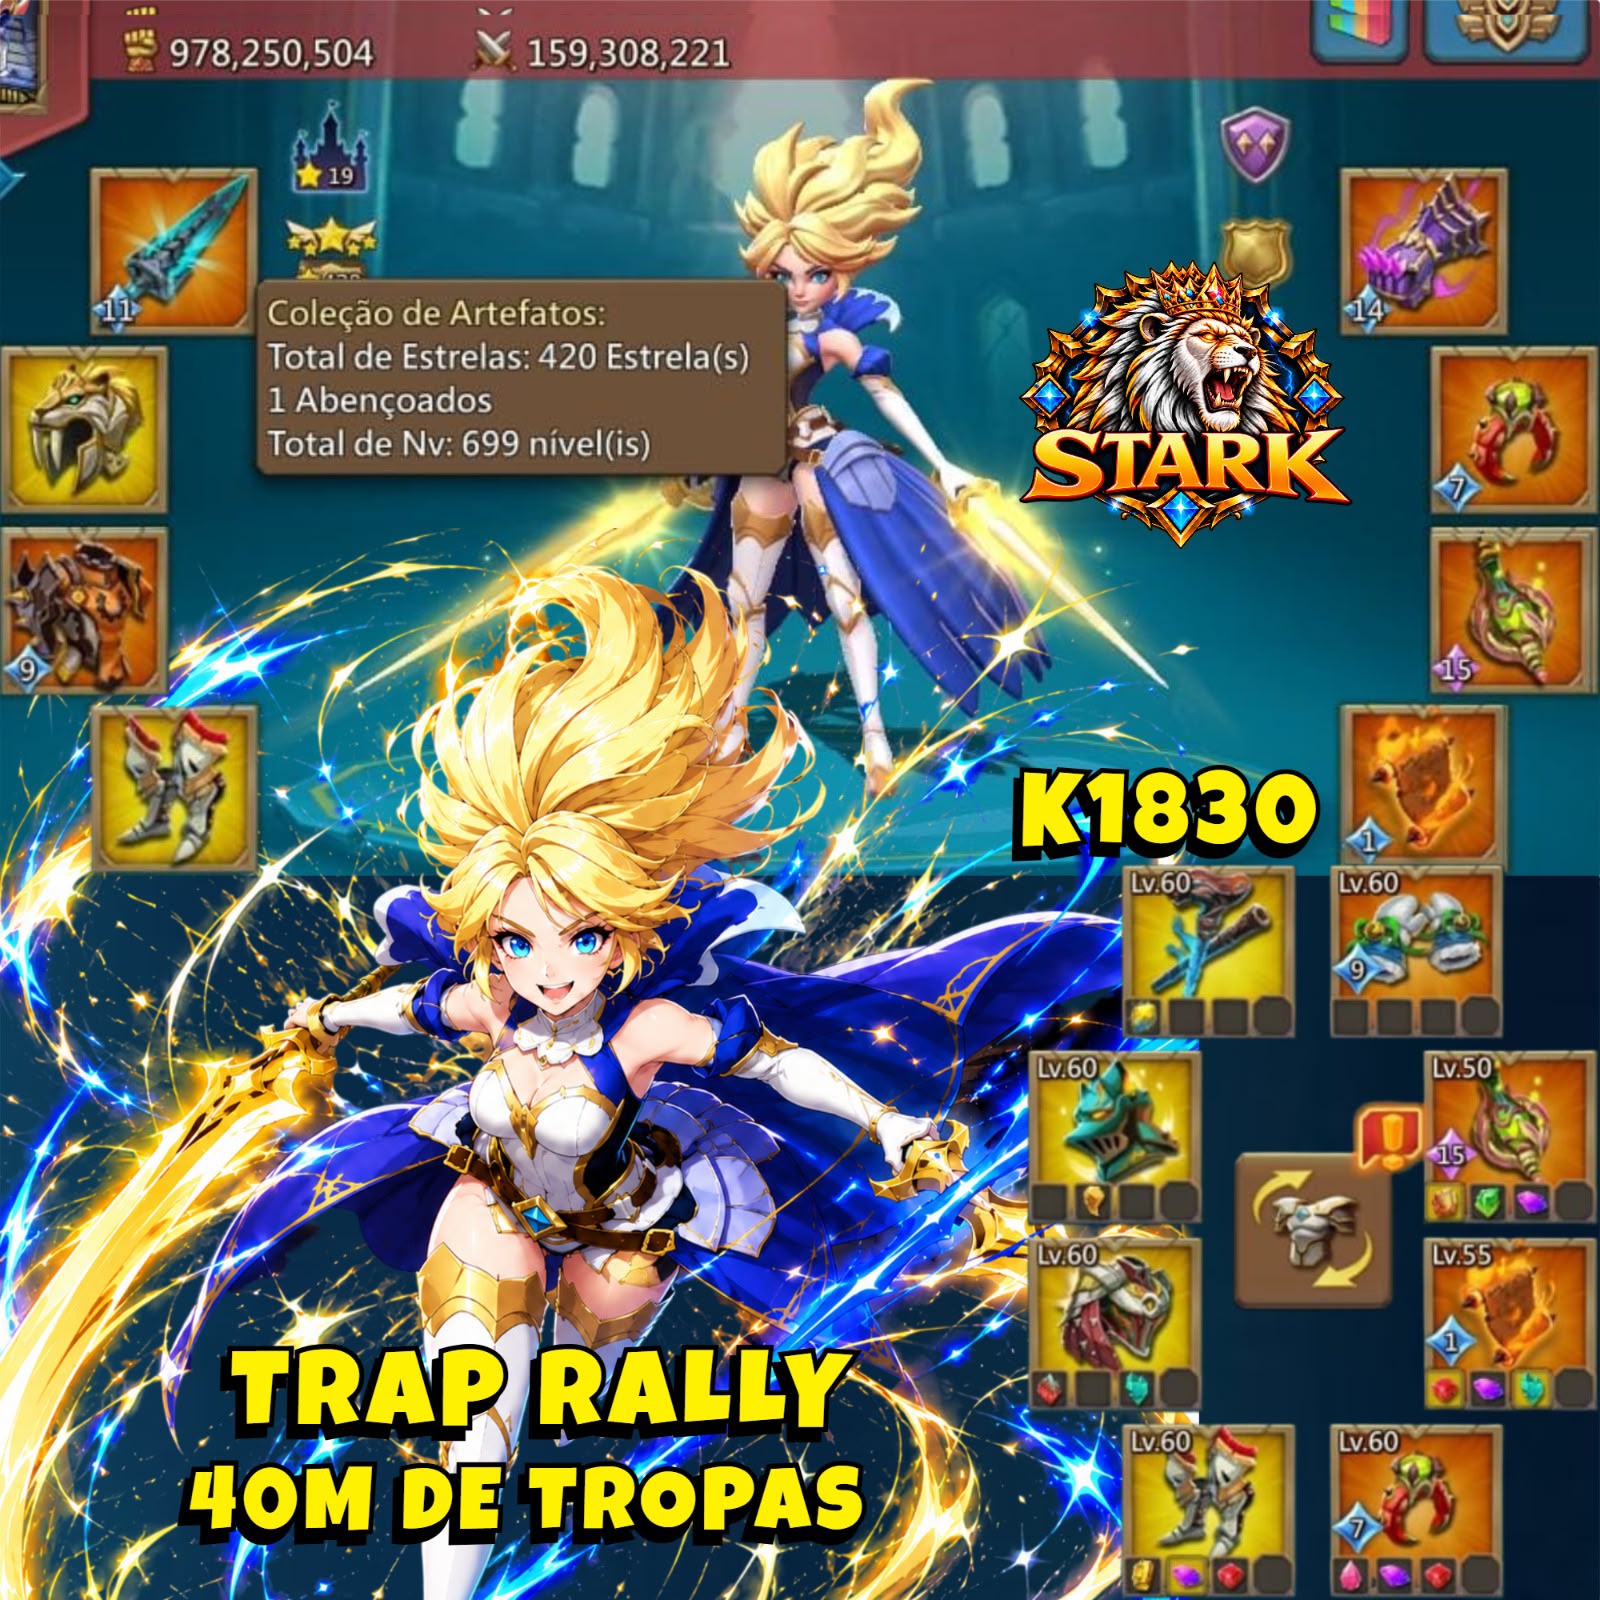 978,250,504
159,308,221
19
11
14
Coleção de Artefatos:
Total de Estrelas: 420 Estrela(s)
1 Abençoados
Total de Nv: 699 nível(is)
STARK
7
9
15
K1830
1
Lv.60
Lv.60
9
Lv.60
Lv.50
15
Lv.60
Lv.55
1
TRAP RALLY
40M DE TROPAS
Lv.60
Lv.60
7